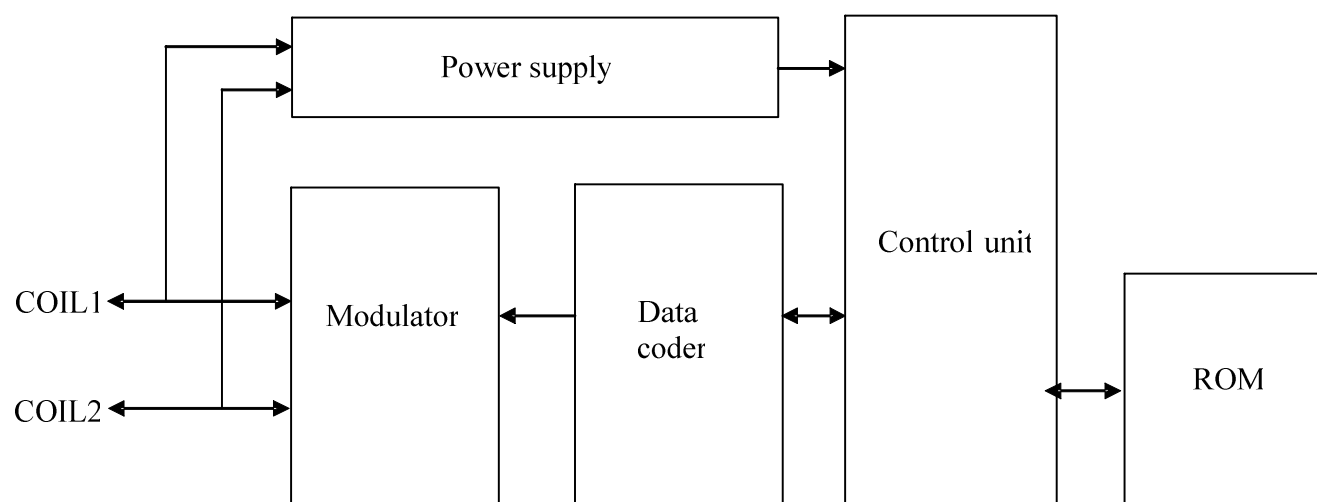 Power supply
Control unit
COIL1
Modulator
Data
coder
COIL2
ROM